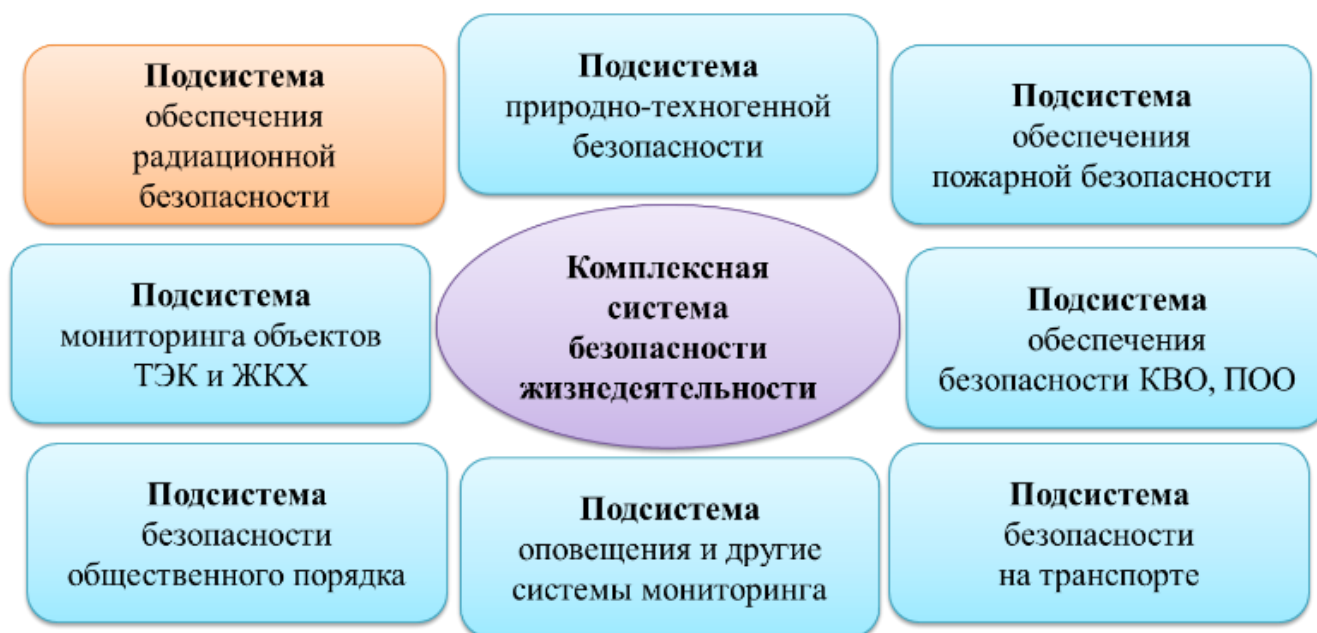 Подсистема
обеспечения
радиационной
безопасности
Подсистема
природно-техногенной
безопасности
Подсистема
обеспечения
пожарной безопасности
Подсистема
мониторинга объектов
ТЭК и ЖКХ
Комплексная
система
безопасности
жизнедеятельности
Подсистема
обеспечения
безопасности КВО, ПОО
Подсистема
безопасности
общественного порядка
Подсистема
оповещения и другие
системы мониторинга
Подсистема
безопасности
на транспорте